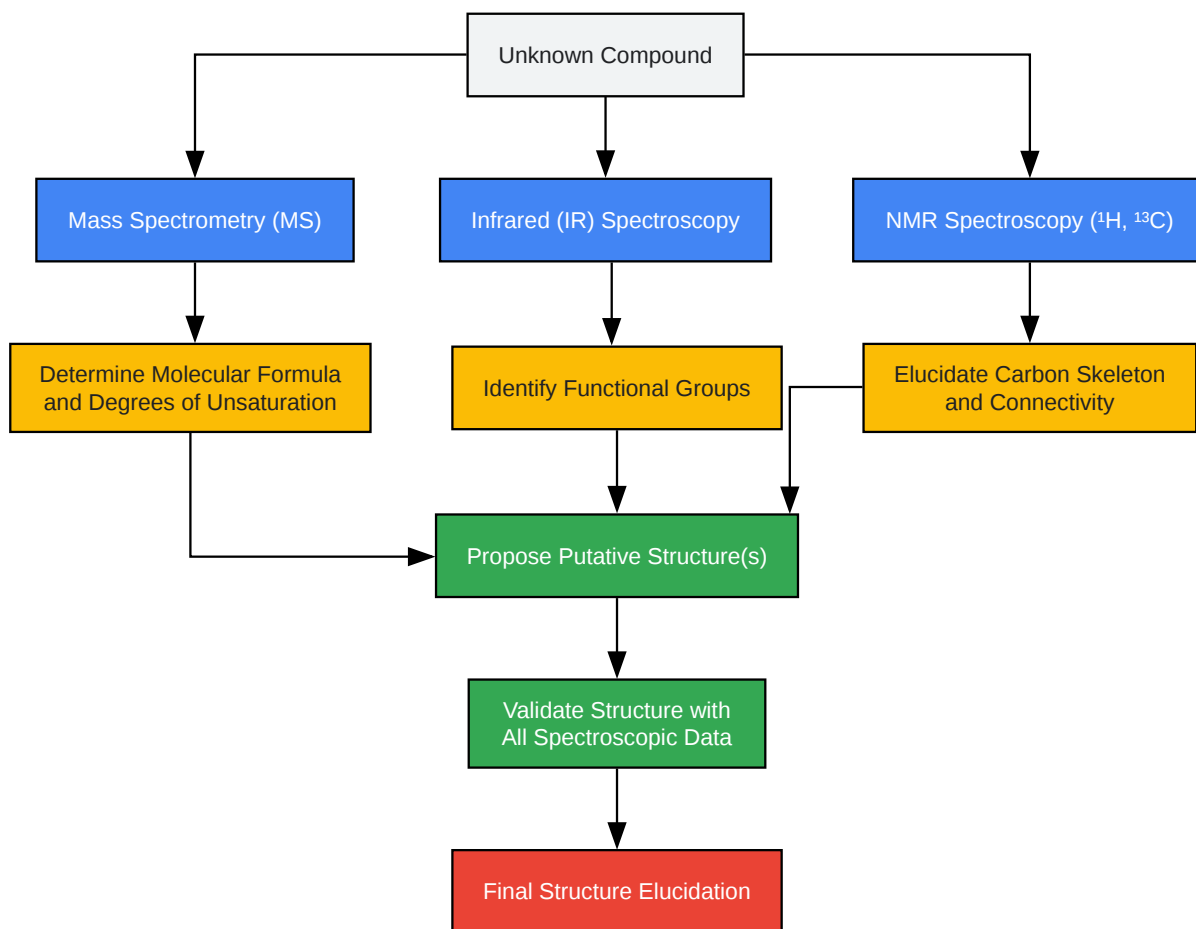 Unknown Compound
Mass Spectrometry (MS)
Infrared (IR) Spectroscopy
NMR Spectroscopy (¹H, ¹³C)
Determine Molecular Formula
and Degrees of Unsaturation
Identify Functional Groups
Elucidate Carbon Skeleton
and Connectivity
Propose Putative Structure(s)
Validate Structure with
All Spectroscopic Data
Final Structure Elucidation